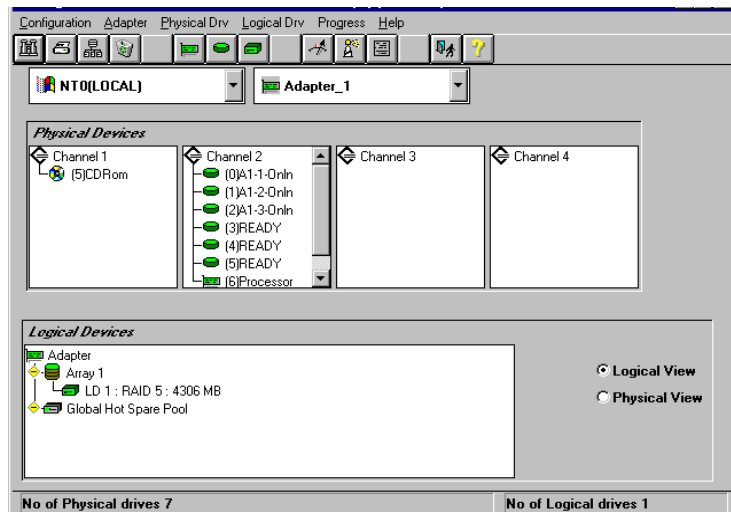 Configuration Adapter Physical Drv Logical Drv Progress Help
NT0(LOCAL) Adapter_1
Physical Devices
Channel 1
(5)CDRom
Channel 2
(0)A1-1-Onln
(1)A1-2-Onln
(2)A1-3-Onln
(3)READY
(4)READY
(5)READY
(6)Processor
Channel 3
Channel 4
Logical Devices
Adapter
Array 1
LD 1 : RAID 5 : 4306 MB
Global Hot Spare Pool
Logical View
Physical View
No of Physical drives 7 No of Logical drives 1